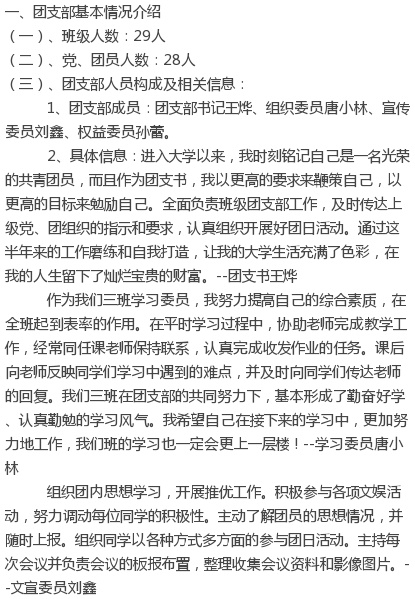 一、团支部基本情况介绍
（一）、班级人数：29人
（二）、党、团员人数：28人
（三）、团支部人员构成及相关信息：
1、团支部成员：团支部书记王烨、组织委员唐小林、宣传
委员刘鑫、权益委员孙蕾。
2、具体信息：进入大学以来，我时刻铭记自己是一名光荣
的共青团员，而且作为团支书，我以更高的要求来鞭策自己，以
更高的目标来勉励自己。全面负责班级团支部工作，及时传达上
级党、团组织的指示和要求，认真组织开展好团日活动。通过这
半年来的工作磨练和自我打造，让我的大学生活充满了色彩，在
我的人生留下了灿烂宝贵的财富。--团支书王烨
作为我们三班学习委员，我努力提高自己的综合素质，在
全班起到表率的作用。在平时学习过程中，协助老师完成教学工
作，经常同任课老师保持联系，认真完成收发作业的任务。课后
向老师反映同学们学习中遇到的难点，并及时向同学们传达老师
的回复。我们三班在团支部的共同努力下，基本形成了勤奋好学
、认真勤勉的学习风气。我希望自己在接下来的学习中，更加努
力地工作，我们班的学习也一定会更上一层楼！--学习委员唐小
林
组织团内思想学习，开展推优工作。积极参与各项文娱活
动，努力调动每位同学的积极性。主动了解团员的思想情况，并
随时上报。组织同学以各种方式多方面的参与团日活动。主持每
次会议并负责会议的板报布置，整理收集会议资料和影像图片。-
-文宣委员刘鑫